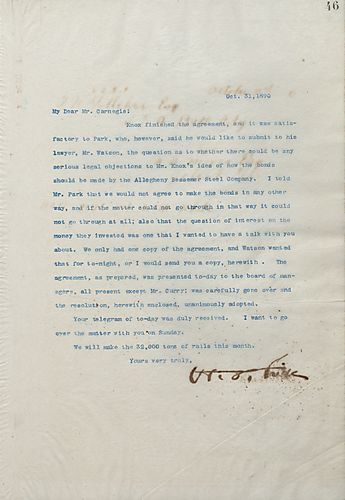 46
Oct. 31, 1890
My Dear Mr. Carnegie:
Knox finished the agreement, and it was satis-
factory to Park, who, however, said he would like to submit to his
lawyer, Mr. Watson, the question as to whether there could be any
serious legal objections to Mr. Knox's idea of how the bonds
should be made by the Allegheny Bessemer Steel Company. I told
Mr. Park that we would not agree to make the bonds in any other
way, and if the matter could not go through in that way it could
not go through at all; also that the question of interest on the
money they invested was one that I wanted to have a talk with you
about. We only had one copy of the agreement, and Watson wanted
that for to-night, or I would send you a copy, herewith. The
agreement, as prepared, was presented to-day to the board of man-
agers, all present except Mr. Curry; was carefully gone over and
the resolution, herewith enclosed, unanimously adopted.
Your telegram of to-day was duly received. I want to go
over the matter with you on Sunday.
We will make the 32,000 tons of rails this month.
Yours very truly,
H. C. Frick